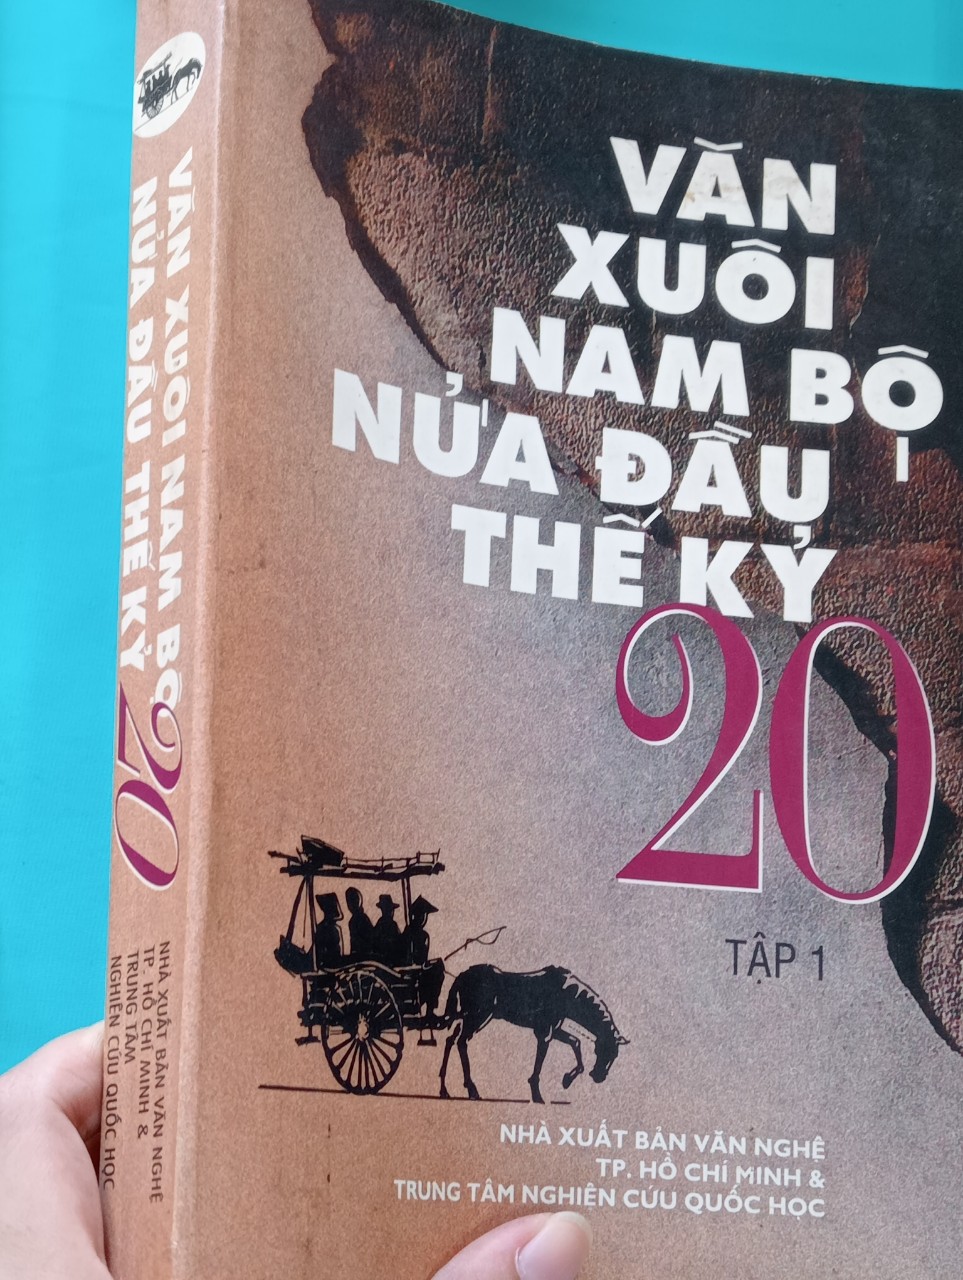 VĂN XUÔI NAM BỘ
NỬA ĐẦU THẾ KỶ
20
NHÀ XUẤT BẢN VĂN NGHỆ
TP. HỒ CHÍ MINH &
TRUNG TÂM
NGHIÊN CỨU QUỐC HỌC
VĂN
XUÔI
NAM BỘ
NỬA ĐẦU
THẾ KỶ
20
TẬP 1
NHÀ XUẤT BẢN VĂN NGHỆ
TP. HỒ CHÍ MINH &
TRUNG TÂM NGHIÊN CỨU QUỐC HỌC